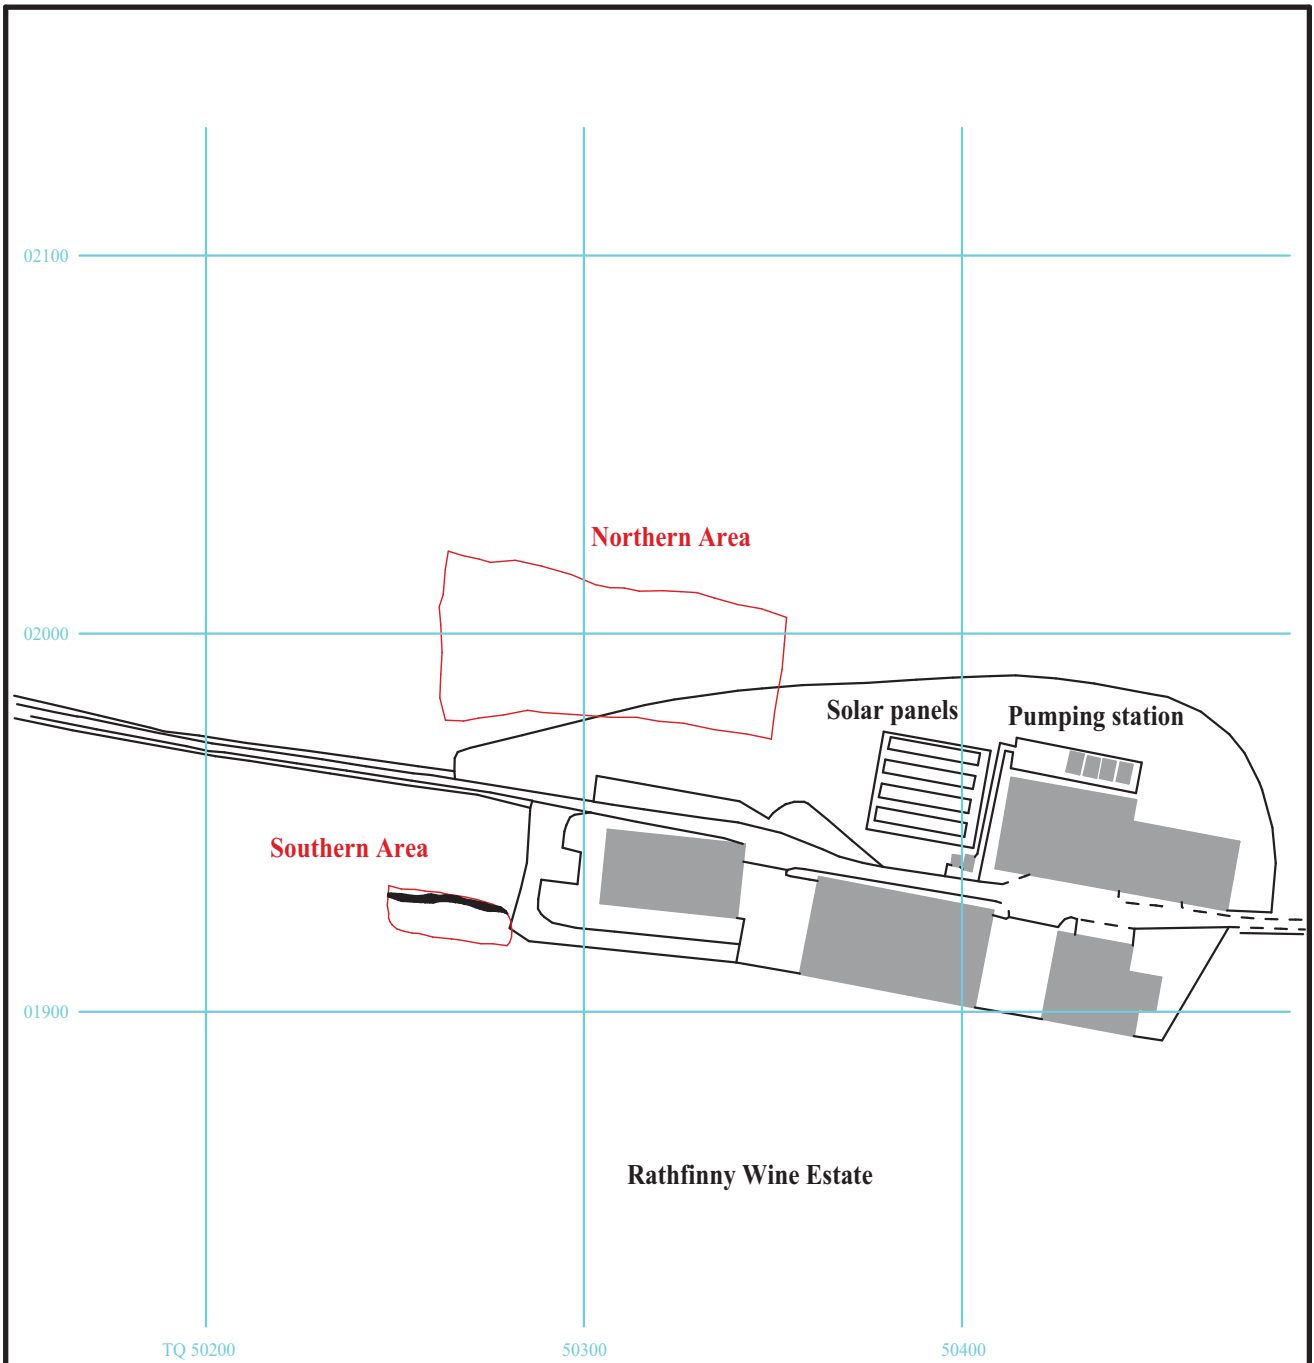 02100
Northern Area
02000
Solar panels
Pumping station
Southern Area
01900
Rathfinny Wine Estate
TQ 50200
50300
50400